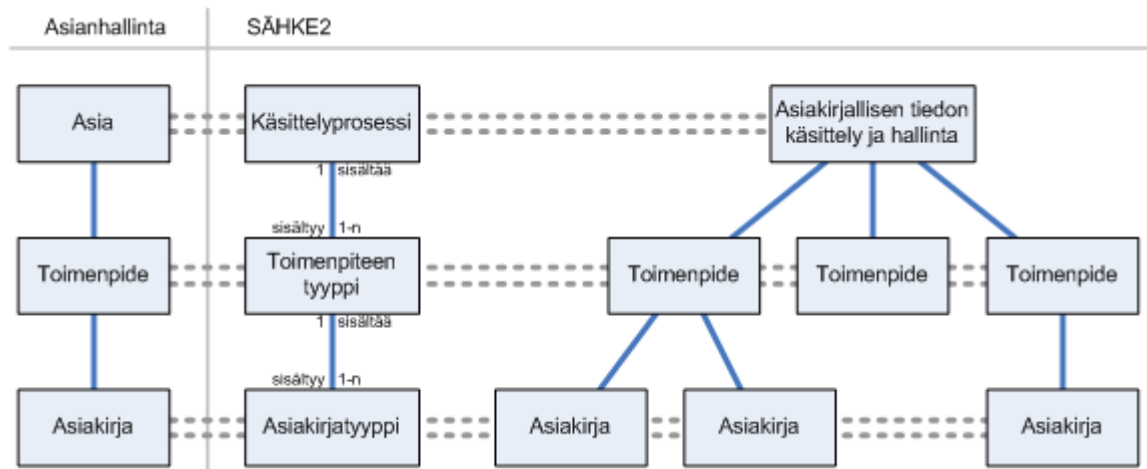 Asianhallinta
SÄHKE2
Asia
Käsittelyprosessi
Asiakirjallisen tiedon
käsittely ja hallinta
1 sisältää
sisältyy 1-n
Toimenpide
Toimenpiteen
tyyppi
Toimenpide
Toimenpide
Toimenpide
1 sisältää
sisältyy 1-n
Asiakirja
Asiakirjatyyppi
Asiakirja
Asiakirja
Asiakirja